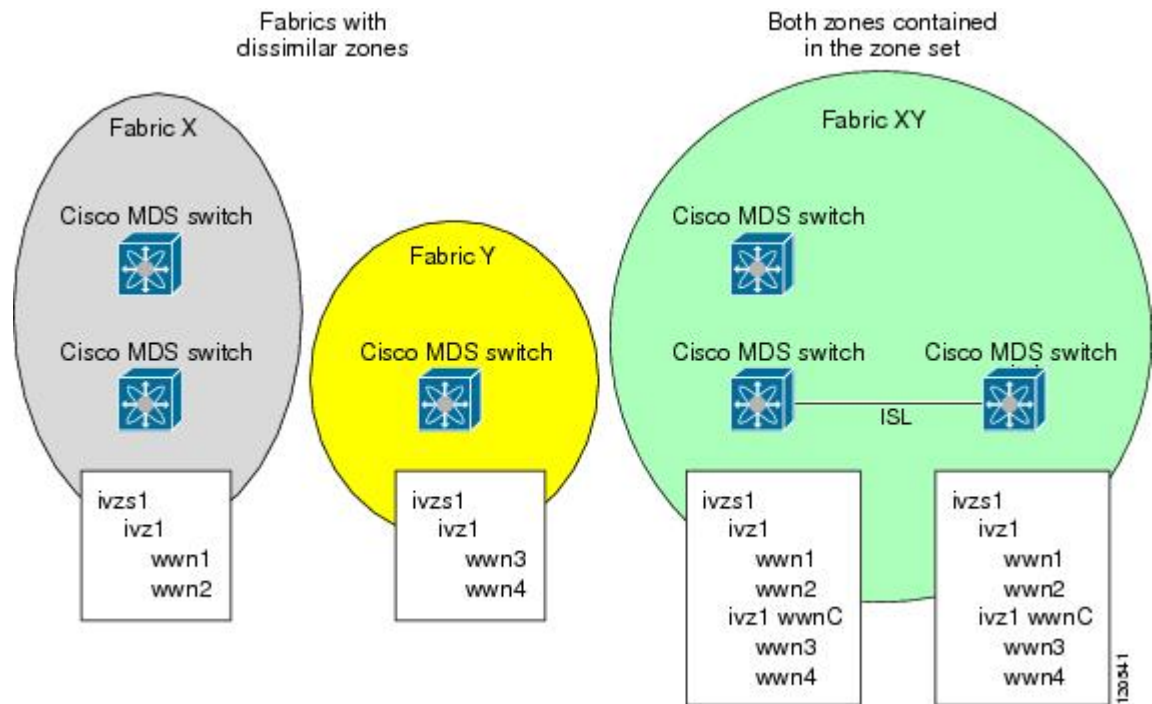 Fabrics with
dissimilar zones
Both zones contained
in the zone set
Fabric X
Cisco MDS switch
Cisco MDS switch
Fabric Y
Cisco MDS switch
Fabric XY
Cisco MDS switch
Cisco MDS switch
Cisco MDS switch
ISL
ivzs1
ivz1
wwn1
wwn2
ivzs1
ivz1
wwn3
wwn4
ivzs1
ivz1
wwn1
wwn2
ivz1 wwnC
wwn3
wwn4
ivzs1
ivz1
wwn1
wwn2
ivz1 wwnC
wwn3
wwn4
120541